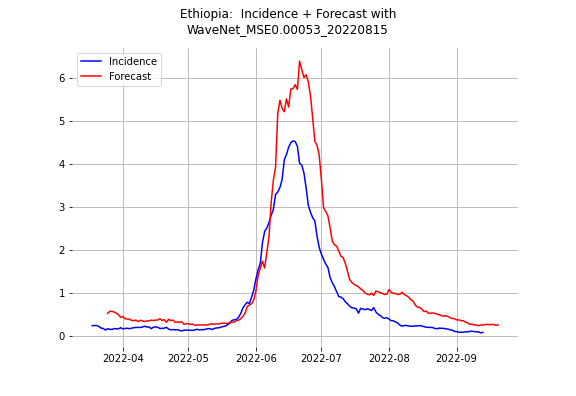 Ethiopia:  Incidence + Forecast with
WaveNet_MSE0.00053_20220815
Incidence
Forecast
6
5
4
3
2
1
0
2022-04 2022-05 2022-06 2022-07 2022-08 2022-09